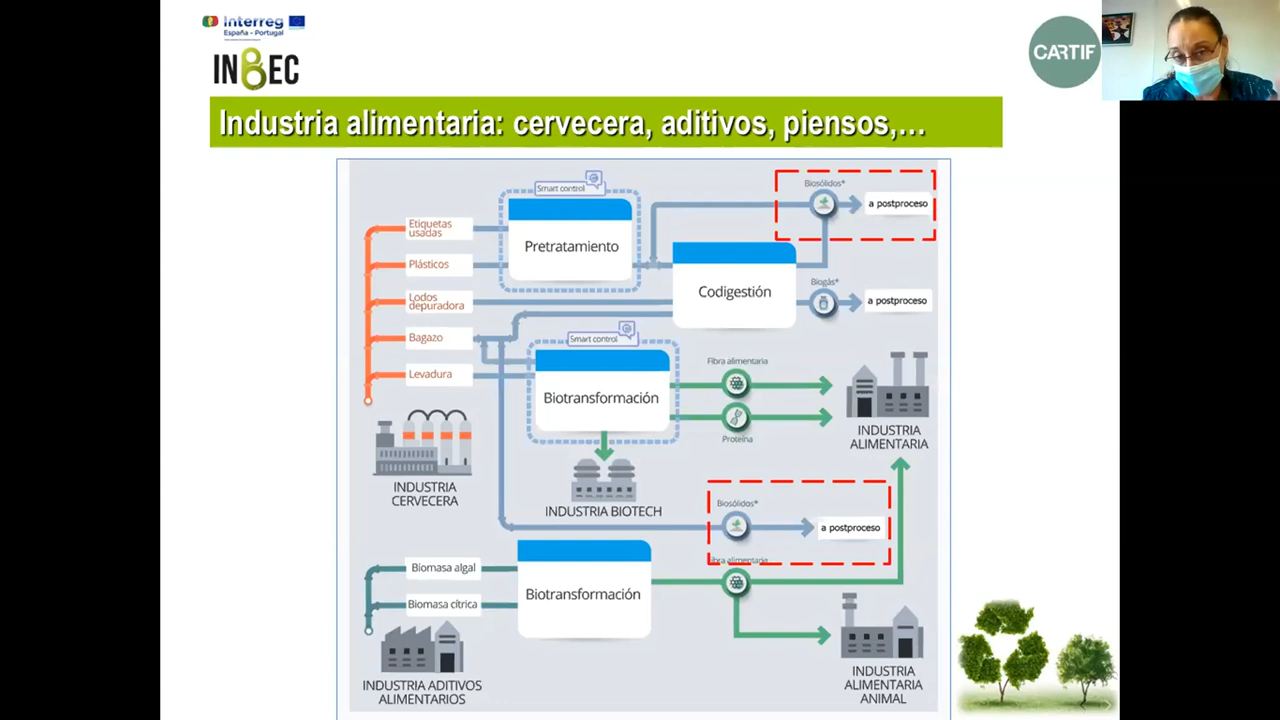 Interreg
España - Portugal
INBEC
CARTIF
Industria alimentaria: cervecera, aditivos, piensos,...
Smart control
Biosólidos*
a postproceso
Etiquetas
usadas
Pretratamiento
Plásticos
Codigestión
Biogás*
a postproceso
Lodos
depuradora
Bagazo
Smart control
Levadura
Biotransformación
Fibra alimentaria
Proteína
INDUSTRIA
ALIMENTARIA
INDUSTRIA
CERVECERA
INDUSTRIA BIOTECH
Biosólidos*
a postproceso
Fibra alimentaria
Biomasa algal
Biomasa cítrica
Biotransformación
INDUSTRIA ADITIVOS
ALIMENTARIOS
INDUSTRIA
ALIMENTARIA
ANIMAL